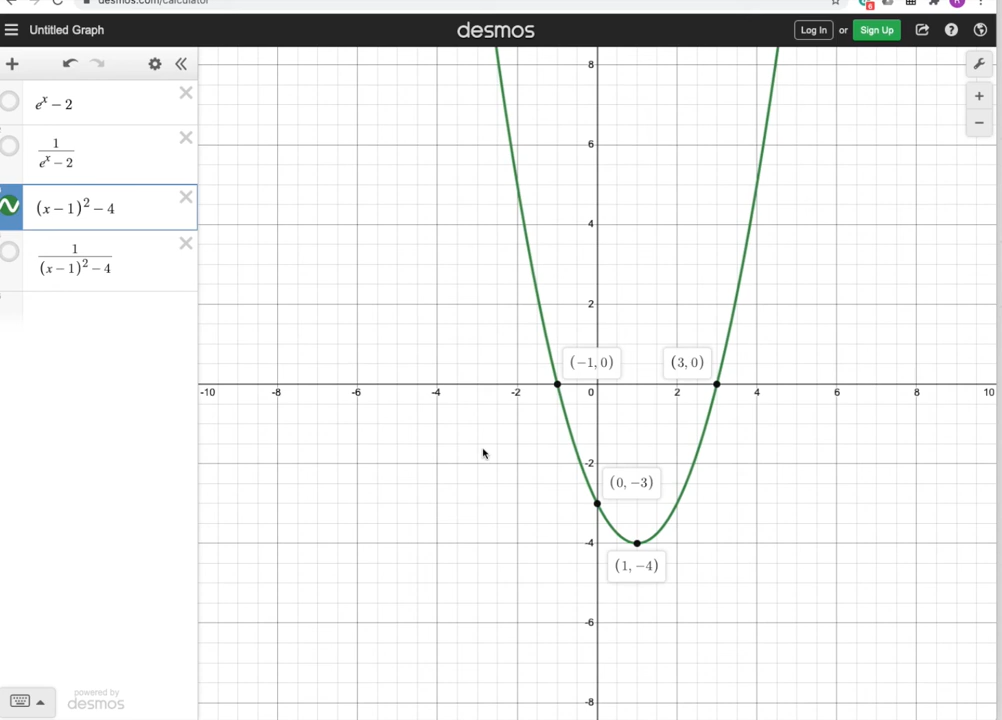 desmos.com/calculator
6
Untitled Graph
desmos
Log In or Sign Up
e^x − 2
1/(e^x − 2)
(x − 1)^2 − 4
1/((x − 1)^2 − 4)
8
6
4
2
(−1, 0)
(3, 0)
-10 -8 -6 -4 -2 0 2 4 6 8 10
-2
(0, −3)
-4
(1, −4)
-6
-8
powered by
desmos